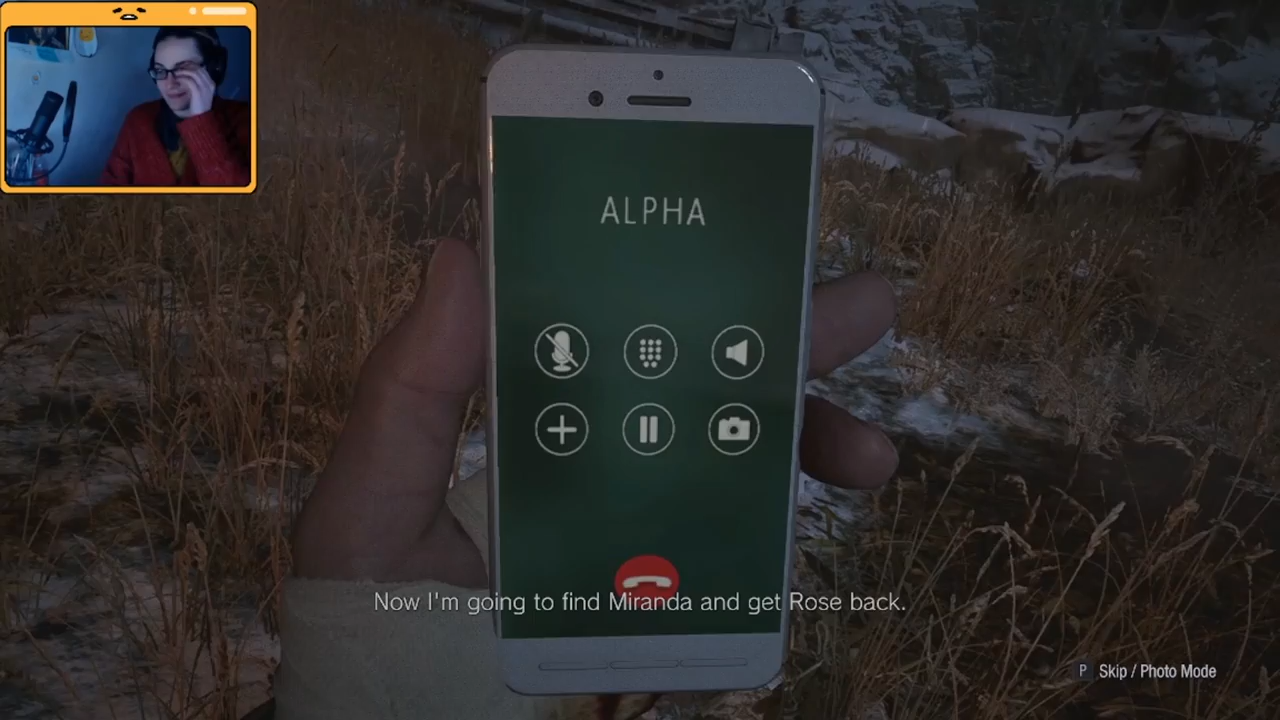 ALPHA
Now I'm going to find Miranda and get Rose back.
P Skip / Photo Mode